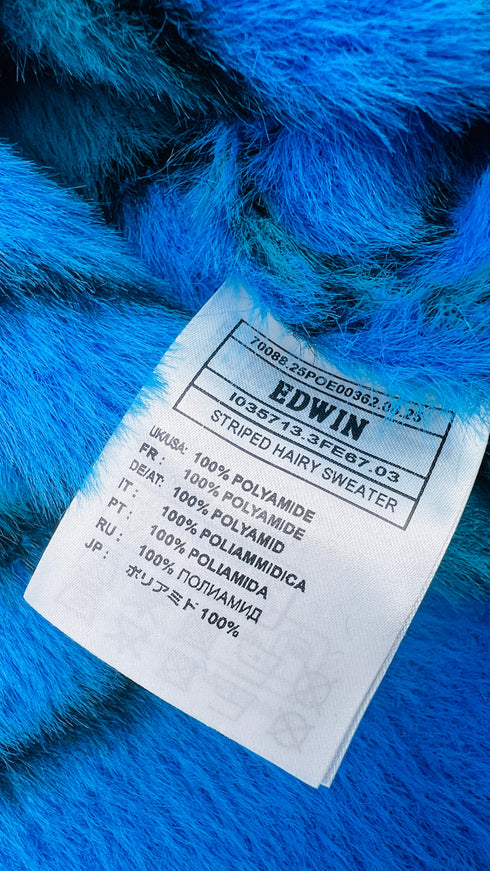 70088.25POE00362.01.25
EDWIN
I035713.3FE67.03
STRIPED HAIRY SWEATER
UK/USA: 100% POLYAMIDE
FR : 100% POLYAMIDE
DE/AT: 100% POLYAMID
IT : 100% POLIAMMIDICA
PT : 100% POLIAMIDA
RU : 100% ПОЛИАМИД
JP : ポリアミド 100%